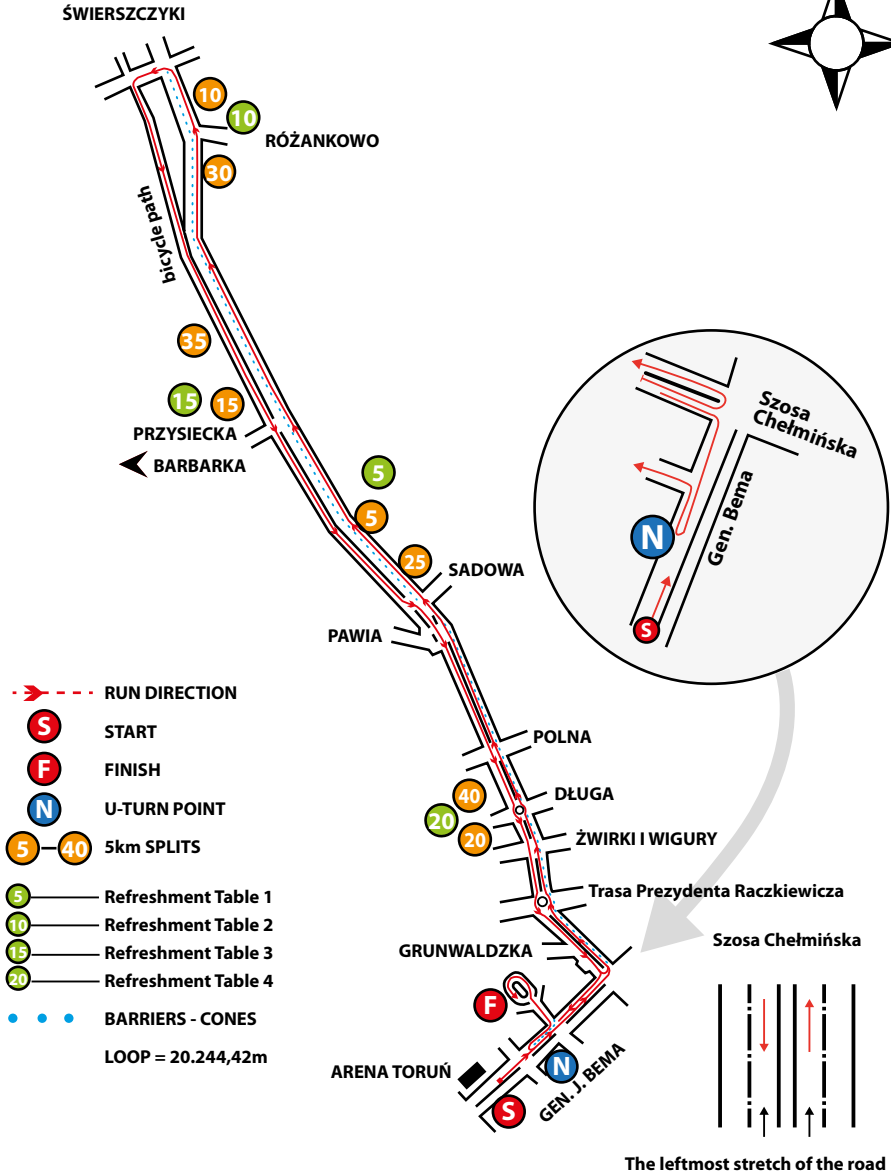 ŚWIERSZCZYKI
10
10
RÓŻANKOWO
30
bicycle path
35
15
15
PRZYSIECKA
BARBARKA
5
5
25
SADOWA
PAWIA
Szosa
Chełmińska
Gen. Bema
N
S
RUN DIRECTION
S START
F FINISH
N U-TURN POINT
5 – 40 5km SPLITS
5 Refreshment Table 1
10 Refreshment Table 2
15 Refreshment Table 3
20 Refreshment Table 4
BARRIERS - CONES
LOOP = 20.244,42m
POLNA
40
DŁUGA
20
20
ŻWIRKI I WIGURY
Trasa Prezydenta Raczkiewicza
GRUNWALDZKA
F
ARENA TORUŃ
N
S
GEN. J. BEMA
Szosa Chełmińska
The leftmost stretch of the road